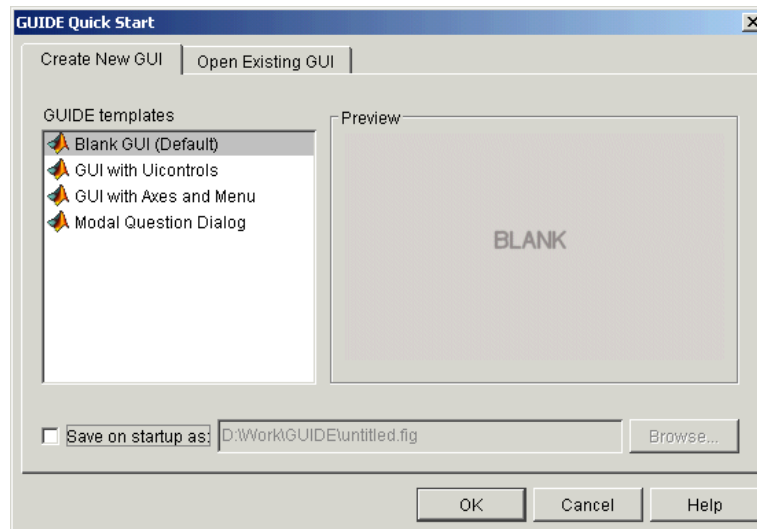 GUIDE Quick Start
Create New GUI
Open Existing GUI
GUIDE templates
Blank GUI (Default)
GUI with Uicontrols
GUI with Axes and Menu
Modal Question Dialog
Preview
BLANK
Save on startup as:
D:\Work\GUIDE\untitled.fig
Browse...
OK
Cancel
Help